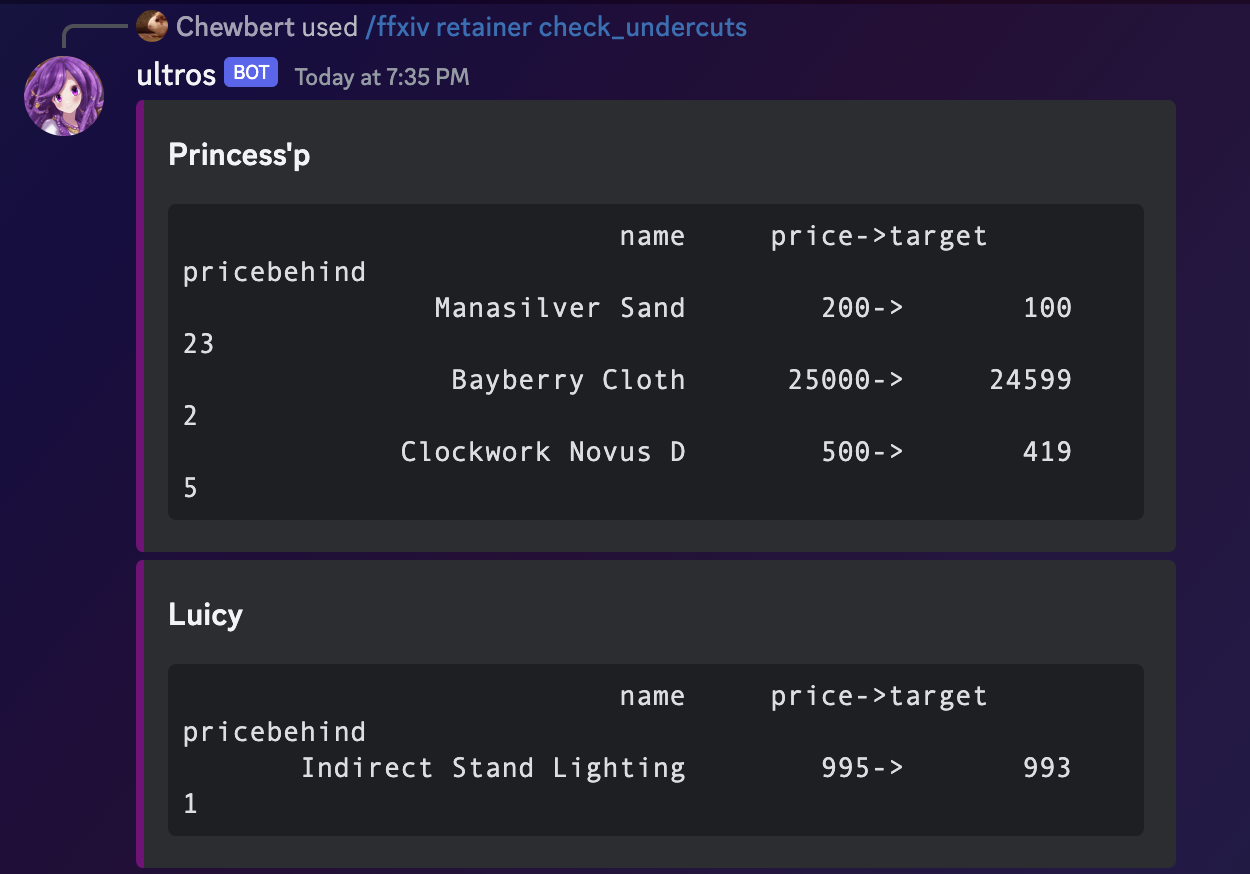 Chewbert used /ffxiv retainer check_undercuts
ultros BOT Today at 7:35 PM
Princess'p
name price->target
pricebehind
Manasilver Sand 200-> 100
23
Bayberry Cloth 25000-> 24599
2
Clockwork Novus D 500-> 419
5
Luicy
name price->target
pricebehind
Indirect Stand Lighting 995-> 993
1